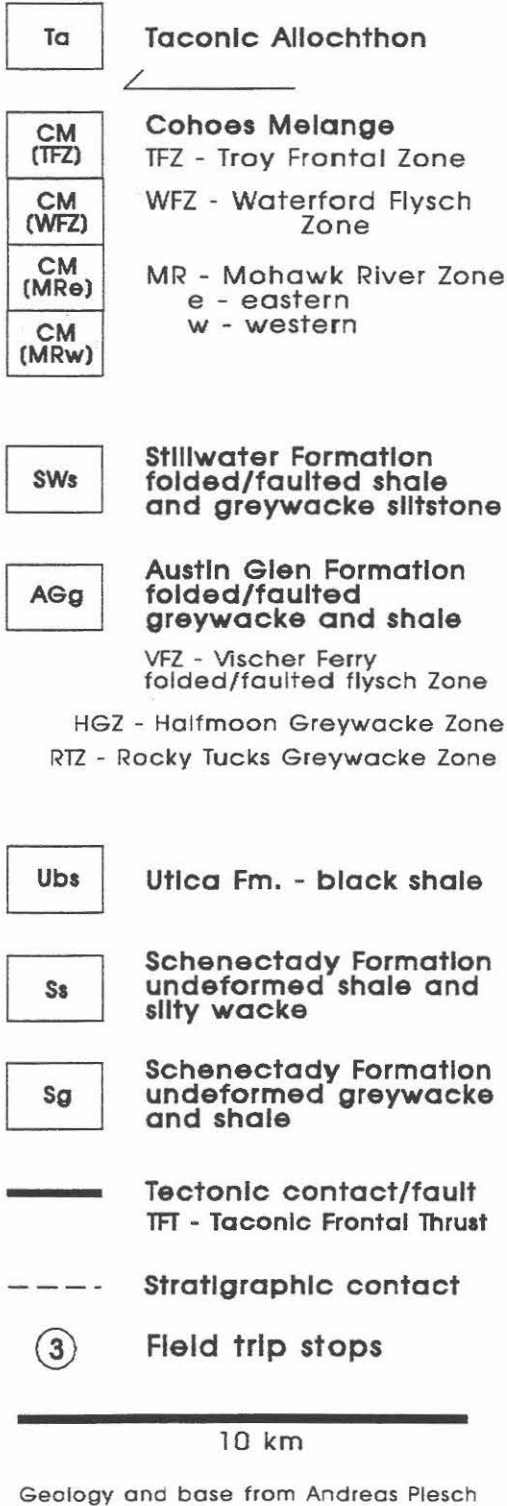 Ta Taconic Allochthon
CM (TFZ) Cohoes Melange
TFZ - Troy Frontal Zone
CM (WFZ) WFZ - Waterford Flysch
Zone
CM (MRe) MR - Mohawk River Zone
e - eastern
w - western
CM (MRw)
SWs Stillwater Formation
folded/faulted shale
and greywacke siltstone
AGg Austin Glen Formation
folded/faulted
greywacke and shale
VFZ - Vischer Ferry
folded/faulted flysch Zone
HGZ - Halfmoon Greywacke Zone
RTZ - Rocky Tucks Greywacke Zone
Ubs Utica Fm. - black shale
Ss Schenectady Formation
undeformed shale and
silty wacke
Sg Schenectady Formation
undeformed greywacke
and shale
Tectonic contact/fault
TFT - Taconic Frontal Thrust
Stratigraphic contact
3 Field trip stops
10 km
Geology and base from Andreas Plesch